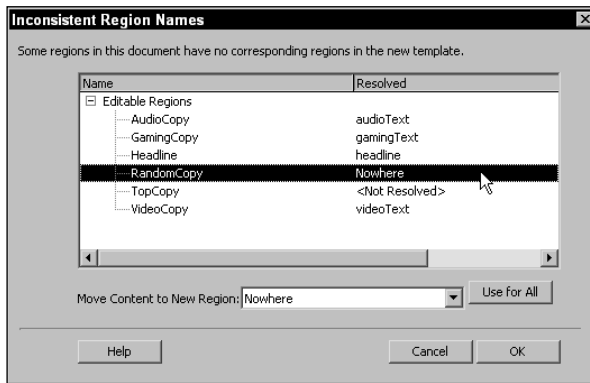 Inconsistent Region Names
Some regions in this document have no corresponding regions in the new template.
Name Resolved
Editable Regions
AudioCopy audioText
GamingCopy gamingText
Headline headline
RandomCopy Nowhere
TopCopy <Not Resolved>
VideoCopy videoText
Move Content to New Region: Nowhere Use for All
Help Cancel OK